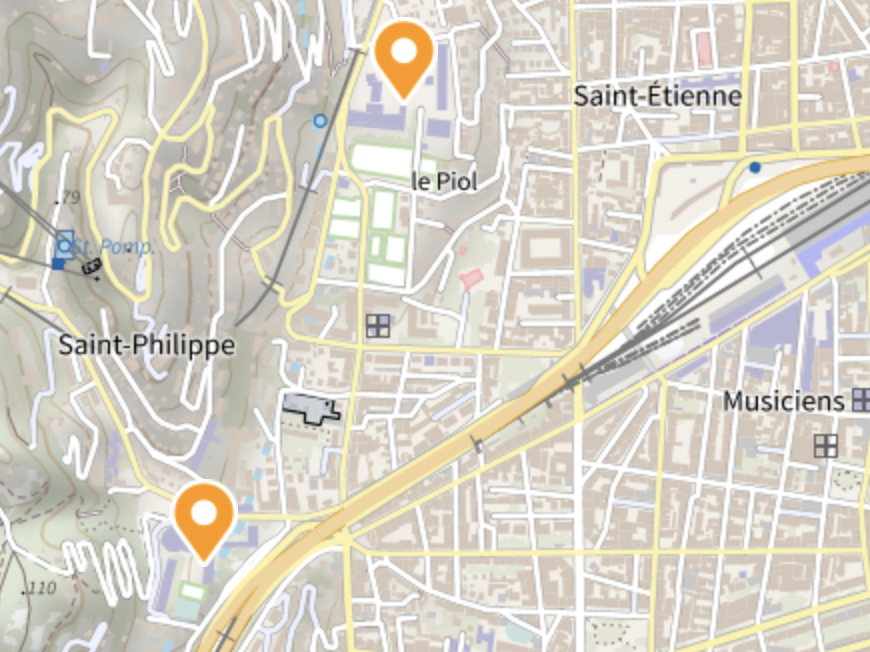 Saint-Étienne
le Piol
.79
St. Pomp.
Saint-Philippe
Musiciens
.110